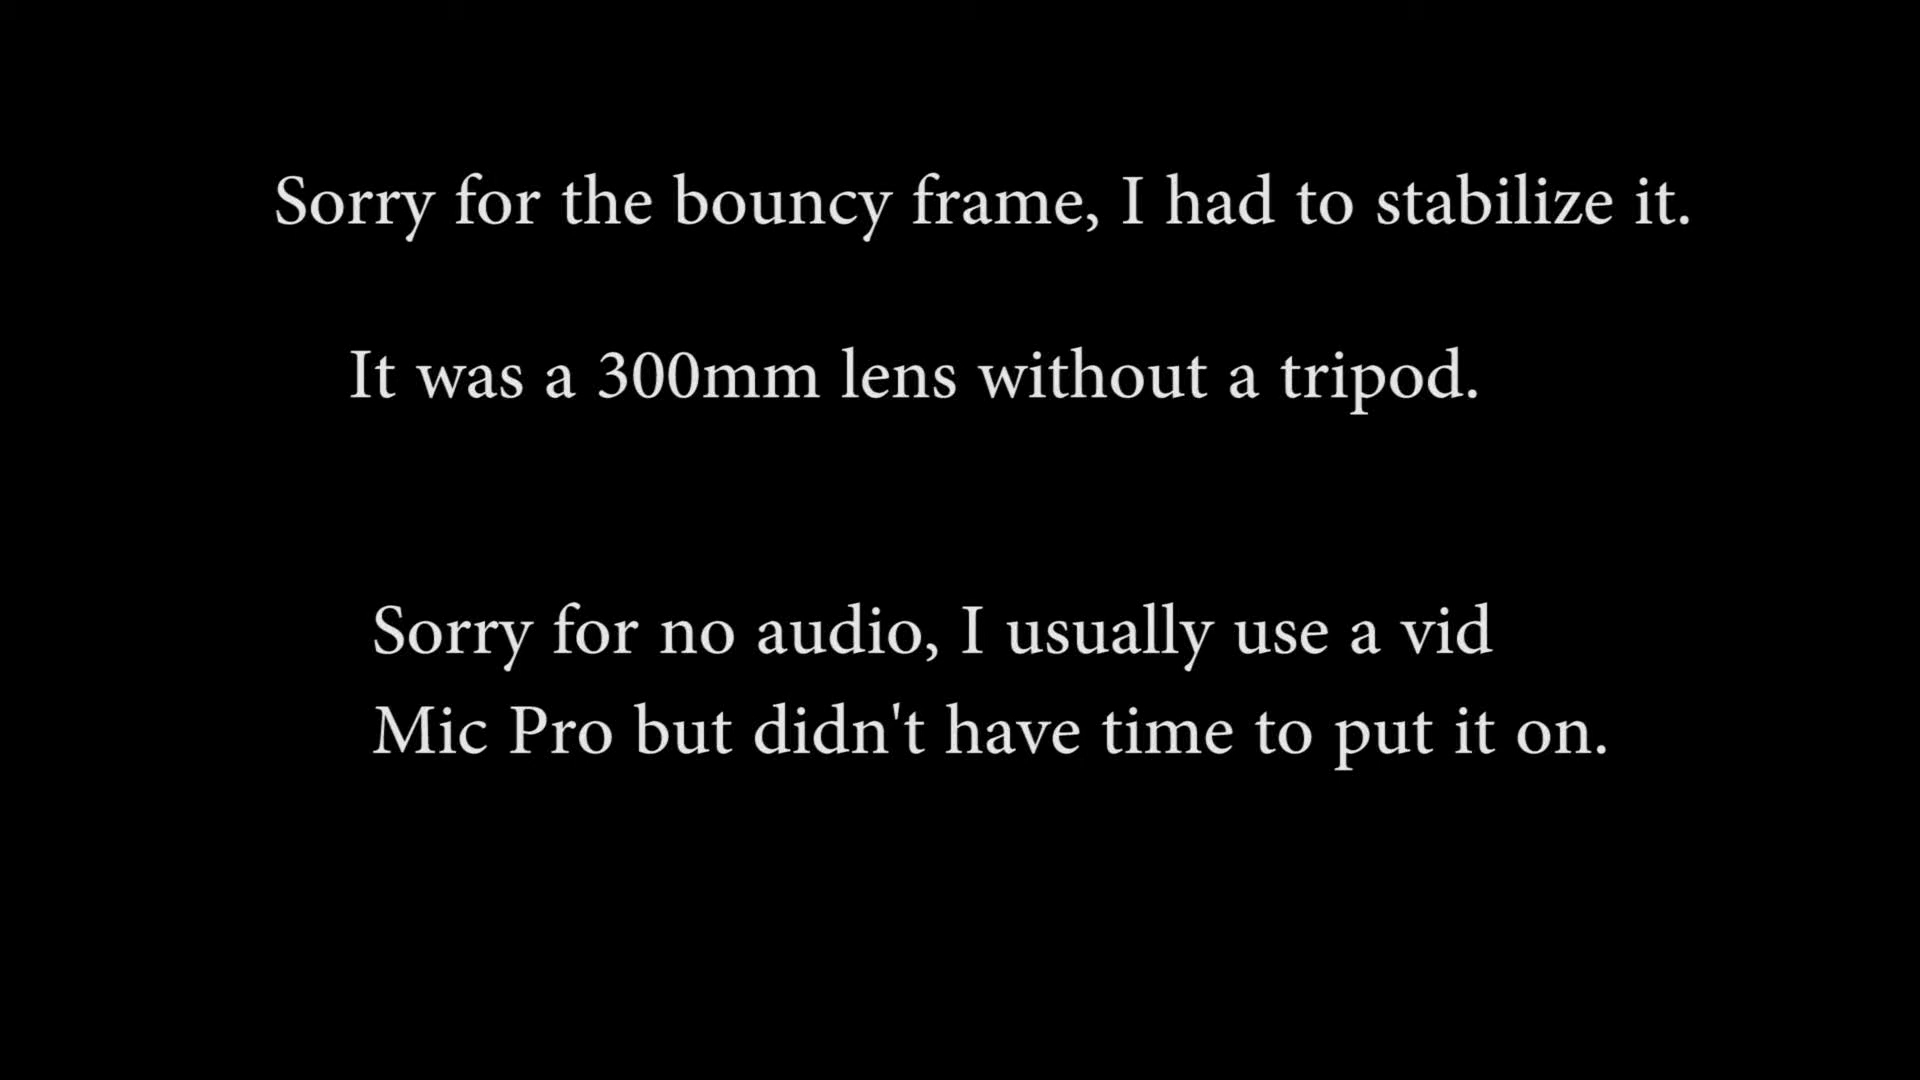 Sorry for the bouncy frame, I had to stabilize it.
It was a 300mm lens without a tripod.
Sorry for no audio, I usually use a vid
Mic Pro but didn't have time to put it on.